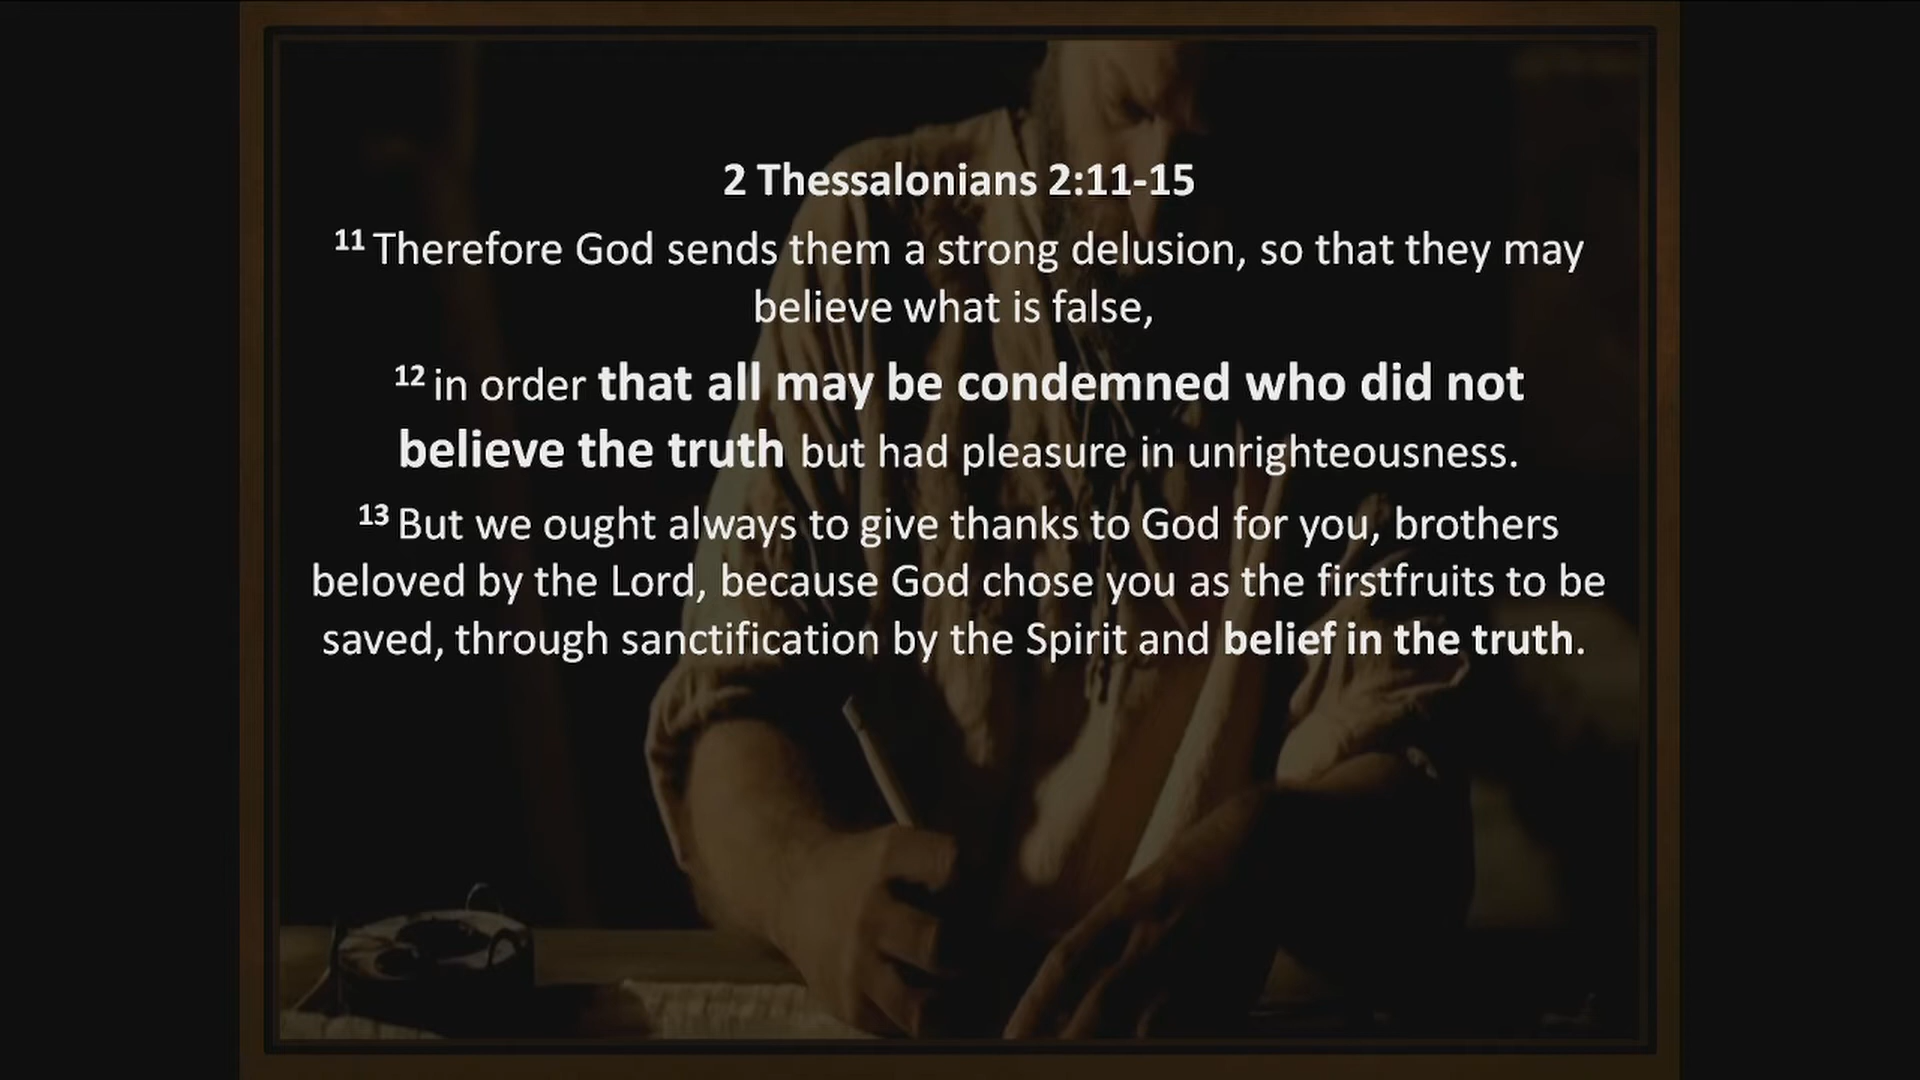 2 Thessalonians 2:11-15
11 Therefore God sends them a strong delusion, so that they may
believe what is false,
12 in order that all may be condemned who did not
believe the truth but had pleasure in unrighteousness.
13 But we ought always to give thanks to God for you, brothers
beloved by the Lord, because God chose you as the firstfruits to be
saved, through sanctification by the Spirit and belief in the truth.